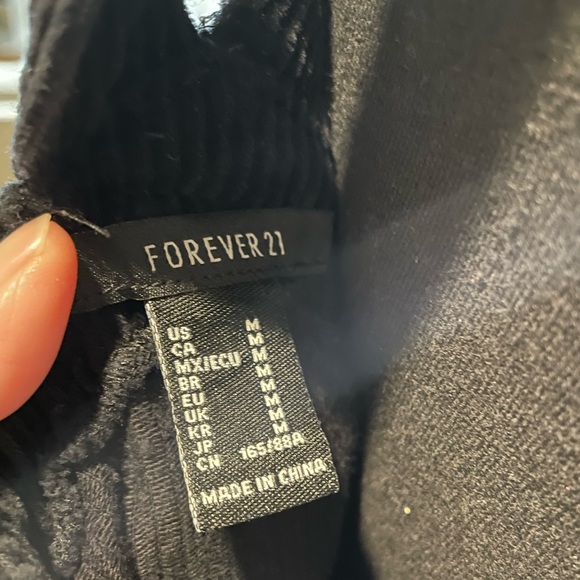 FOREVER 21
US M
CA M
MX|ECU M
BR M
EU M
UK M
KR M
JP M
CN 165/88A
MADE IN CHINA